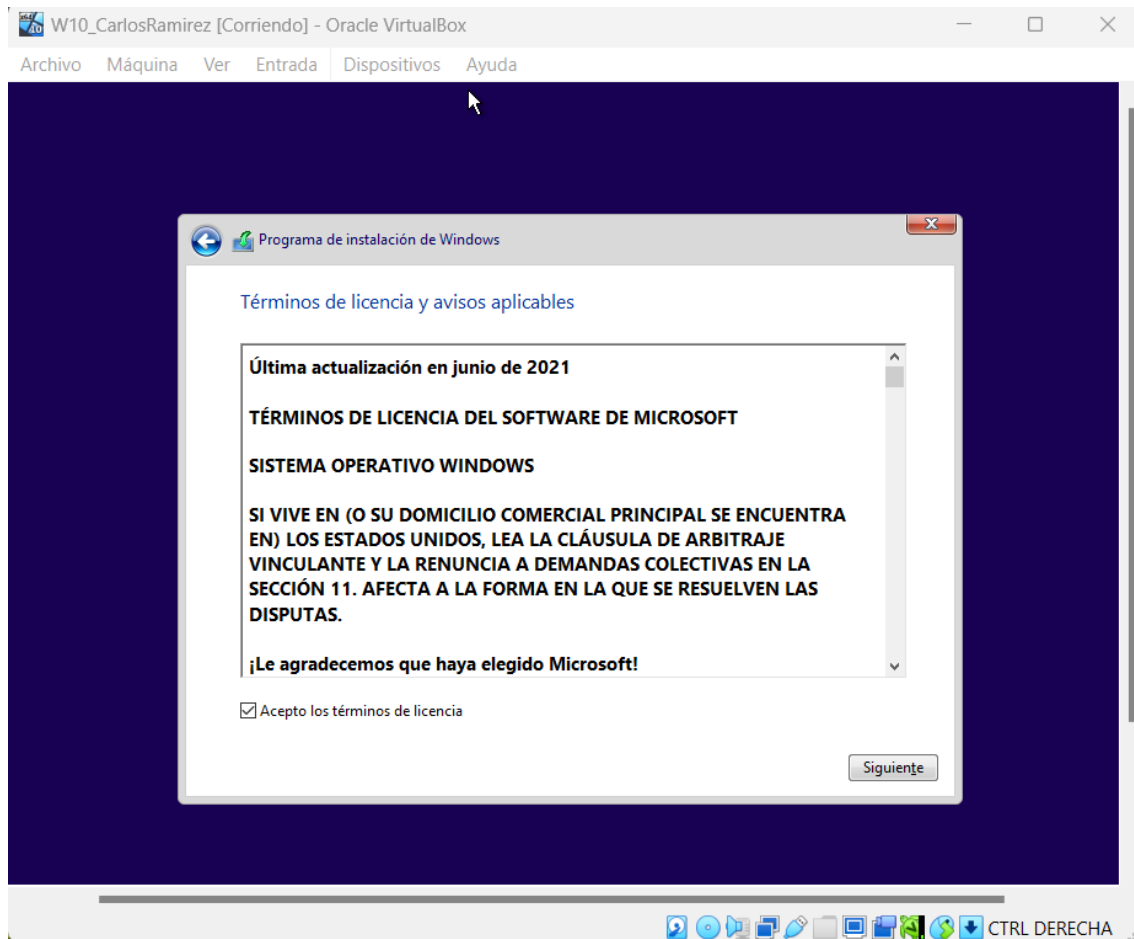 W10_CarlosRamirez [Corriendo] - Oracle VirtualBox
Archivo Máquina Ver Entrada Dispositivos Ayuda
Programa de instalación de Windows
Términos de licencia y avisos aplicables
Última actualización en junio de 2021
TÉRMINOS DE LICENCIA DEL SOFTWARE DE MICROSOFT
SISTEMA OPERATIVO WINDOWS
SI VIVE EN (O SU DOMICILIO COMERCIAL PRINCIPAL SE ENCUENTRA
EN) LOS ESTADOS UNIDOS, LEA LA CLÁUSULA DE ARBITRAJE
VINCULANTE Y LA RENUNCIA A DEMANDAS COLECTIVAS EN LA
SECCIÓN 11. AFECTA A LA FORMA EN LA QUE SE RESUELVEN LAS
DISPUTAS.
¡Le agradecemos que haya elegido Microsoft!
Acepto los términos de licencia
Siguiente
CTRL DERECHA